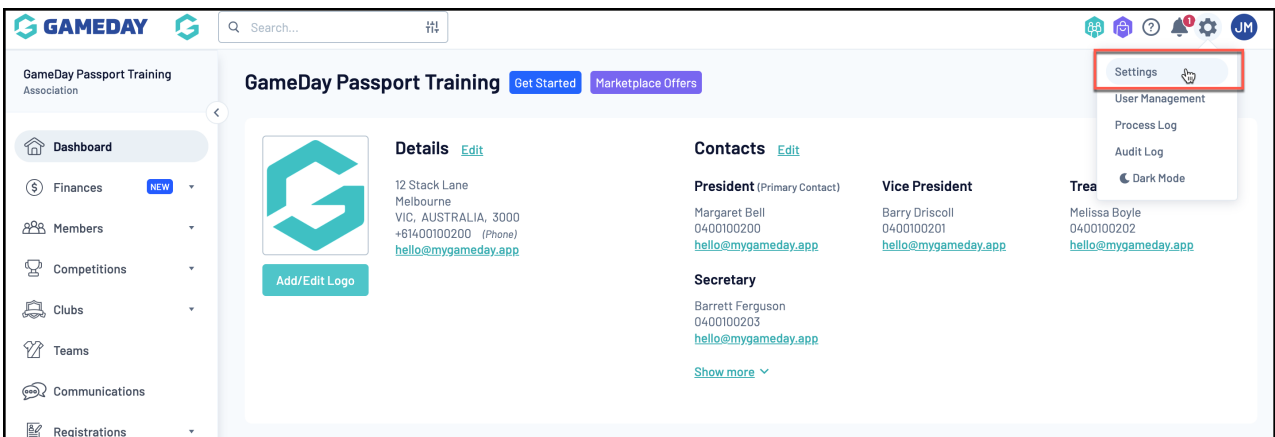 GAMEDAY
Search...
1
JM
GameDay Passport Training
Association
Dashboard
$ Finances NEW
Members
Competitions
Clubs
Teams
Communications
Registrations
GameDay Passport Training Get Started Marketplace Offers
Settings
User Management
Process Log
Audit Log
Dark Mode
Add/Edit Logo
Details Edit
12 Stack Lane
Melbourne
VIC, AUSTRALIA, 3000
+61400100200 (Phone)
hello@mygameday.app
Contacts Edit
President (Primary Contact)
Margaret Bell
0400100200
hello@mygameday.app
Vice President
Barry Driscoll
0400100201
hello@mygameday.app
Trea
Melissa Boyle
0400100202
hello@mygameday.app
Secretary
Barrett Ferguson
0400100203
hello@mygameday.app
Show more